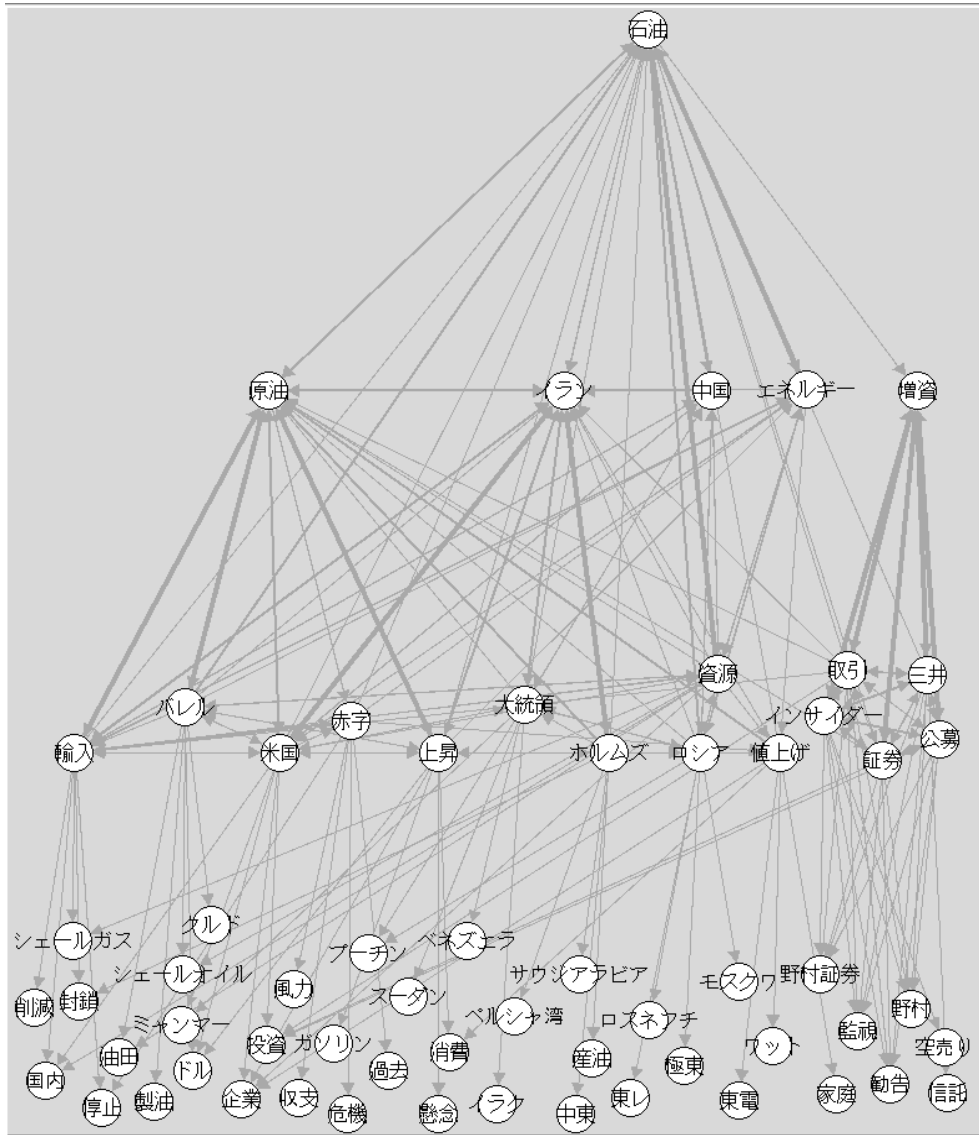 石油
原油
イラン
中国
エネルギー
増資
資源
取引
三井
バレル
赤字
大統領
インサイダー
輸入
米国
上昇
ホルムズ
ロシア
値上げ
証券
公募
シェールガス
クルド
プーチン
ベネズエラ
シェールオイル
風力
スーダン
サウジアラビア
モスクワ
野村証券
削減
封鎖
ミャンマー
ペルシャ湾
ロスネフチ
野村
油田
投資
ガソリン
消費
産油
極東
ワット
監視
空売り
国内
ドル
過去
停止
製油
企業
収支
危機
懸念
イラク
中東
東レ
東電
家庭
勧告
信託